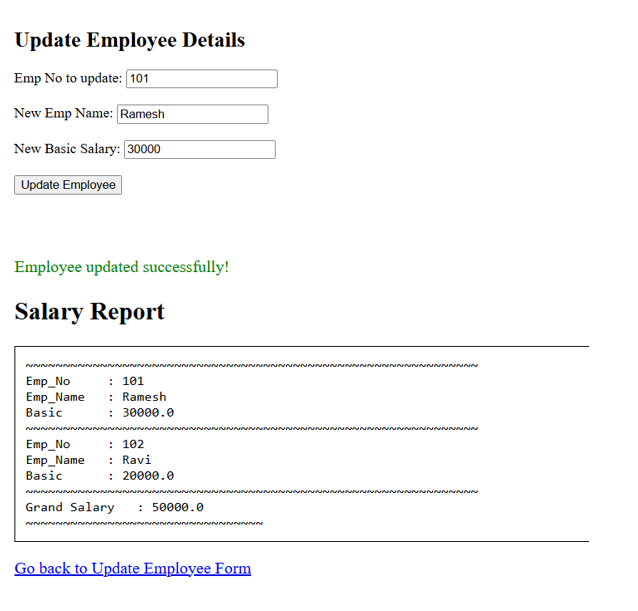 Update Employee Details
Emp No to update: 101
New Emp Name: Ramesh
New Basic Salary: 30000
Update Employee
Employee updated successfully!
Salary Report
~~~~~~~~~~~~~~~~~~~~~~~~~~~~~~~~~~~~~~~~~~~~~~~~~~~~~~~~~~~~~
Emp_No     : 101
Emp_Name   : Ramesh
Basic      : 30000.0
~~~~~~~~~~~~~~~~~~~~~~~~~~~~~~~~~~~~~~~~~~~~~~~~~~~~~~~~~~~~~
Emp_No     : 102
Emp_Name   : Ravi
Basic      : 20000.0
~~~~~~~~~~~~~~~~~~~~~~~~~~~~~~~~~~~~~~~~~~~~~~~~~~~~~~~~~~~~~
Grand Salary   : 50000.0
~~~~~~~~~~~~~~~~~~~~~~~~~~~~~~~~
Go back to Update Employee Form